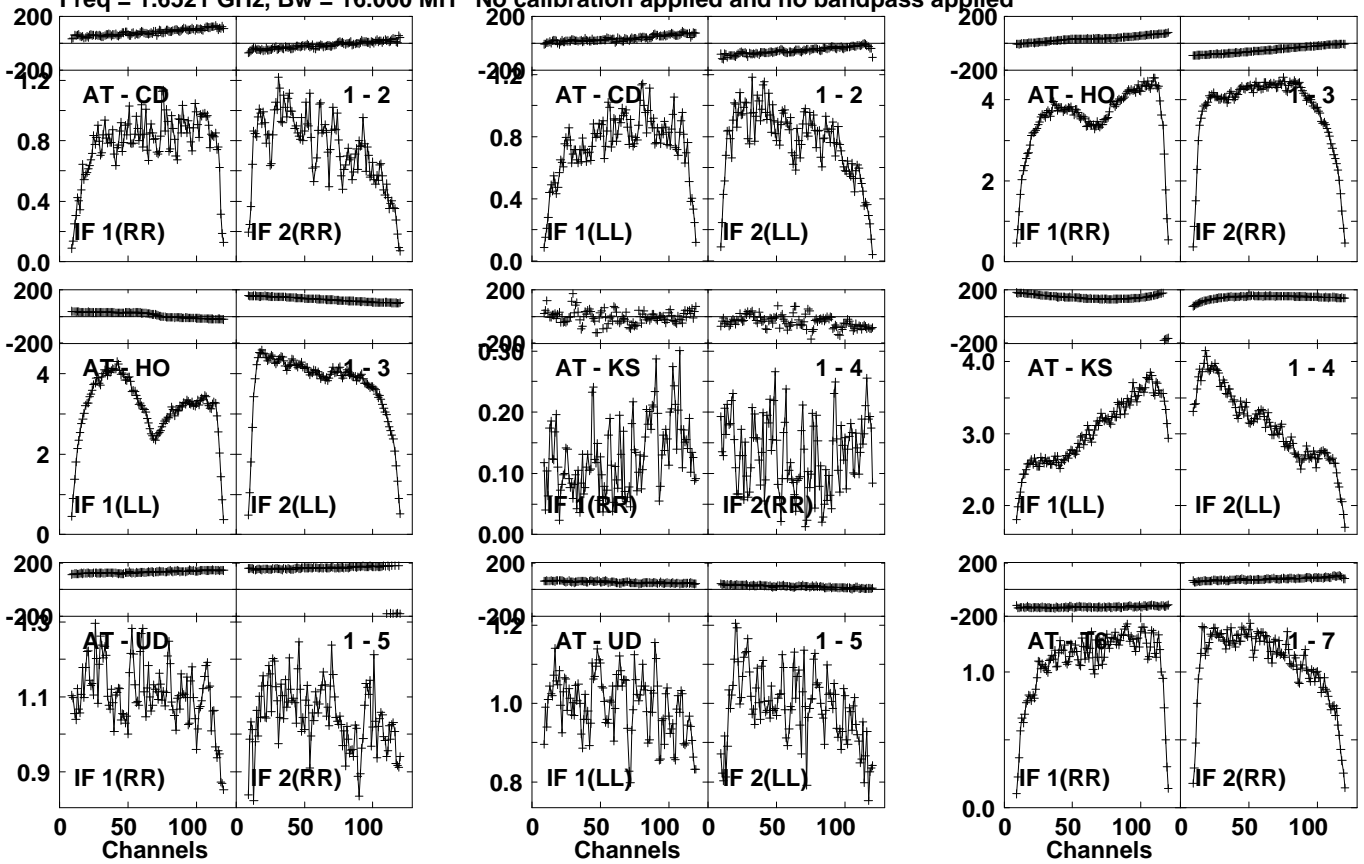 Freq = 1.6521 GHz, Bw = 16.000 MH No calibration applied and no bandpass applied
200 200 200
-200 -200 -200
1.2 AT - CD 1 - 2 1.2 AT - CD 1 - 2 AT - HO 1 - 3
4
0.8 0.8
2
0.4 0.4
IF 1(RR) IF 2(RR) IF 1(LL) IF 2(LL) IF 1(RR) IF 2(RR)
0.0 0.0 0
200 200 200
-200 -200 -200
AT - HO 1 - 3 0.30 AT - KS 1 - 4 4.0 AT - KS 1 - 4
4
0.20
3.0
2 0.10
IF 1(LL) IF 2(LL) IF 1(RR) IF 2(RR) 2.0 IF 1(LL) IF 2(LL)
0 0.00
200 200 200
-200 -200 -200
1.3 AT - UD 1 - 5 1.2 AT - UD 1 - 5 AT - T6 1 - 7
1.1 1.0 1.0
0.9 IF 1(RR) IF 2(RR) 0.8 IF 1(LL) IF 2(LL) IF 1(RR) IF 2(RR)
0.0
0 50 100 0 50 100 0 50 100 0 50 100 0 50 100 0 50 100
Channels Channels Channels